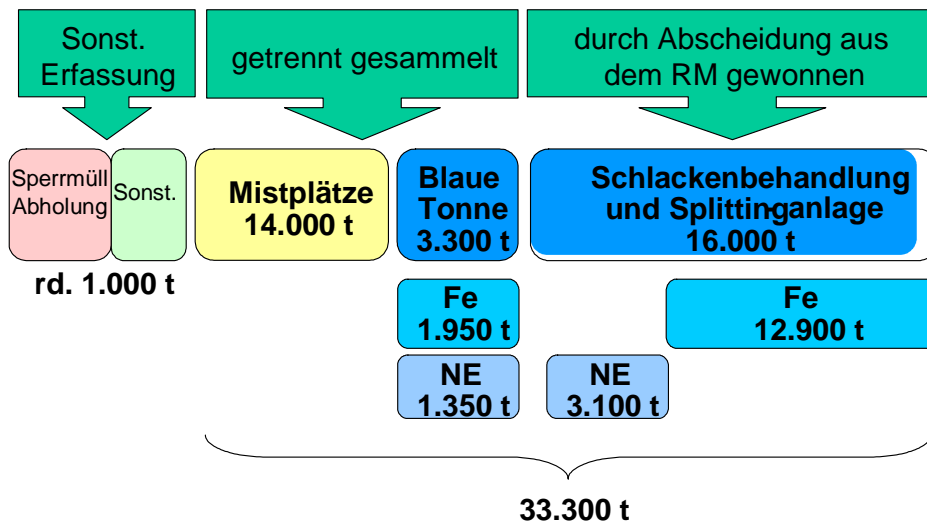 Sonst.
Erfassung
getrennt gesammelt
durch Abscheidung aus
dem RM gewonnen
Sperrmüll
Abholung
Sonst.
Mistplätze
14.000 t
Blaue
Tonne
3.300 t
Schlackenbehandlung
und Splitting-anlage
16.000 t
rd. 1.000 t
Fe
1.950 t
Fe
12.900 t
NE
1.350 t
NE
3.100 t
33.300 t